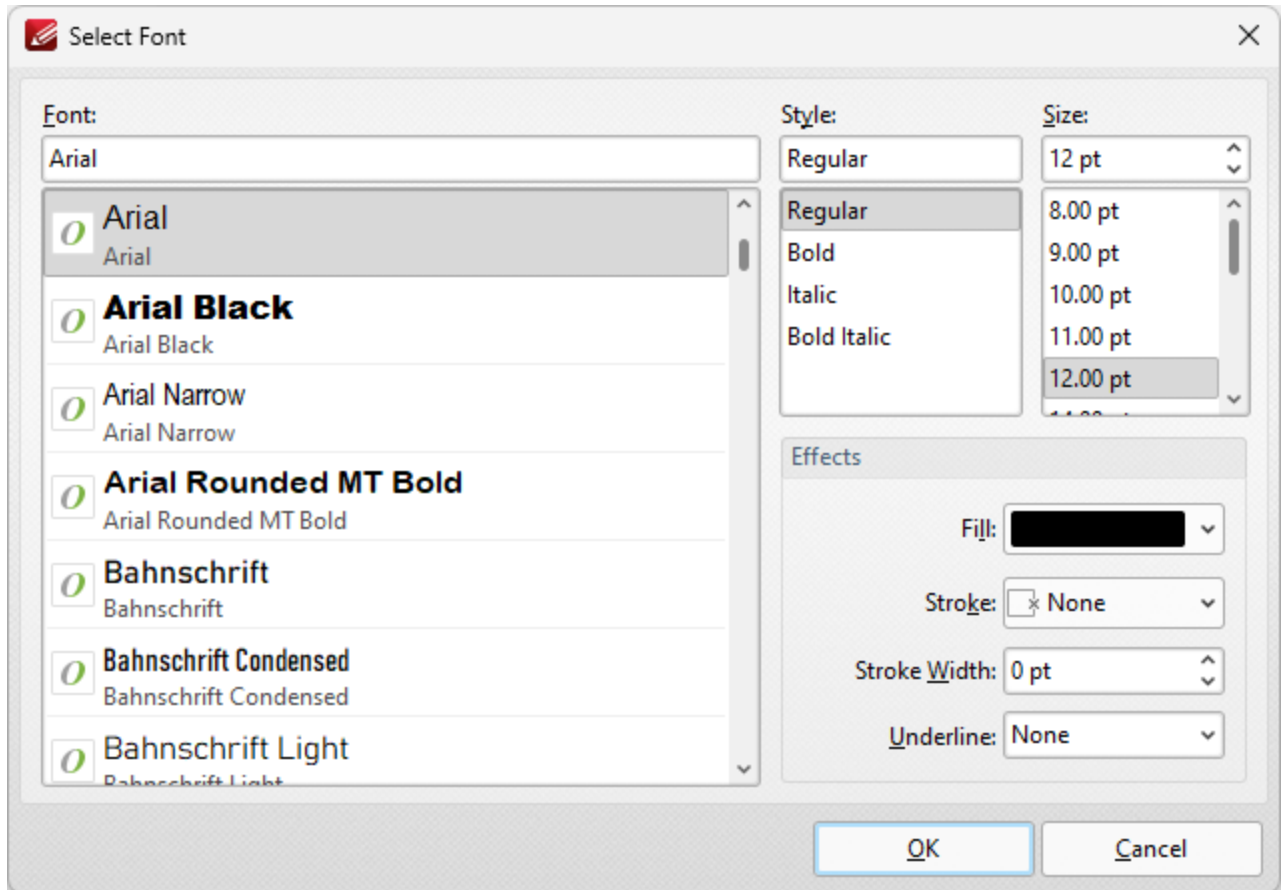 Select Font
Font:
Arial
Arial
Arial
Arial Black
Arial Black
Arial Narrow
Arial Narrow
Arial Rounded MT Bold
Arial Rounded MT Bold
Bahnschrift
Bahnschrift
Bahnschrift Condensed
Bahnschrift Condensed
Bahnschrift Light
Bahnschrift Light
Style:
Regular
Regular
Bold
Italic
Bold Italic
Size:
12 pt
8.00 pt
9.00 pt
10.00 pt
11.00 pt
12.00 pt
Effects
Fill:
Stroke: None
Stroke Width: 0 pt
Underline: None
OK
Cancel